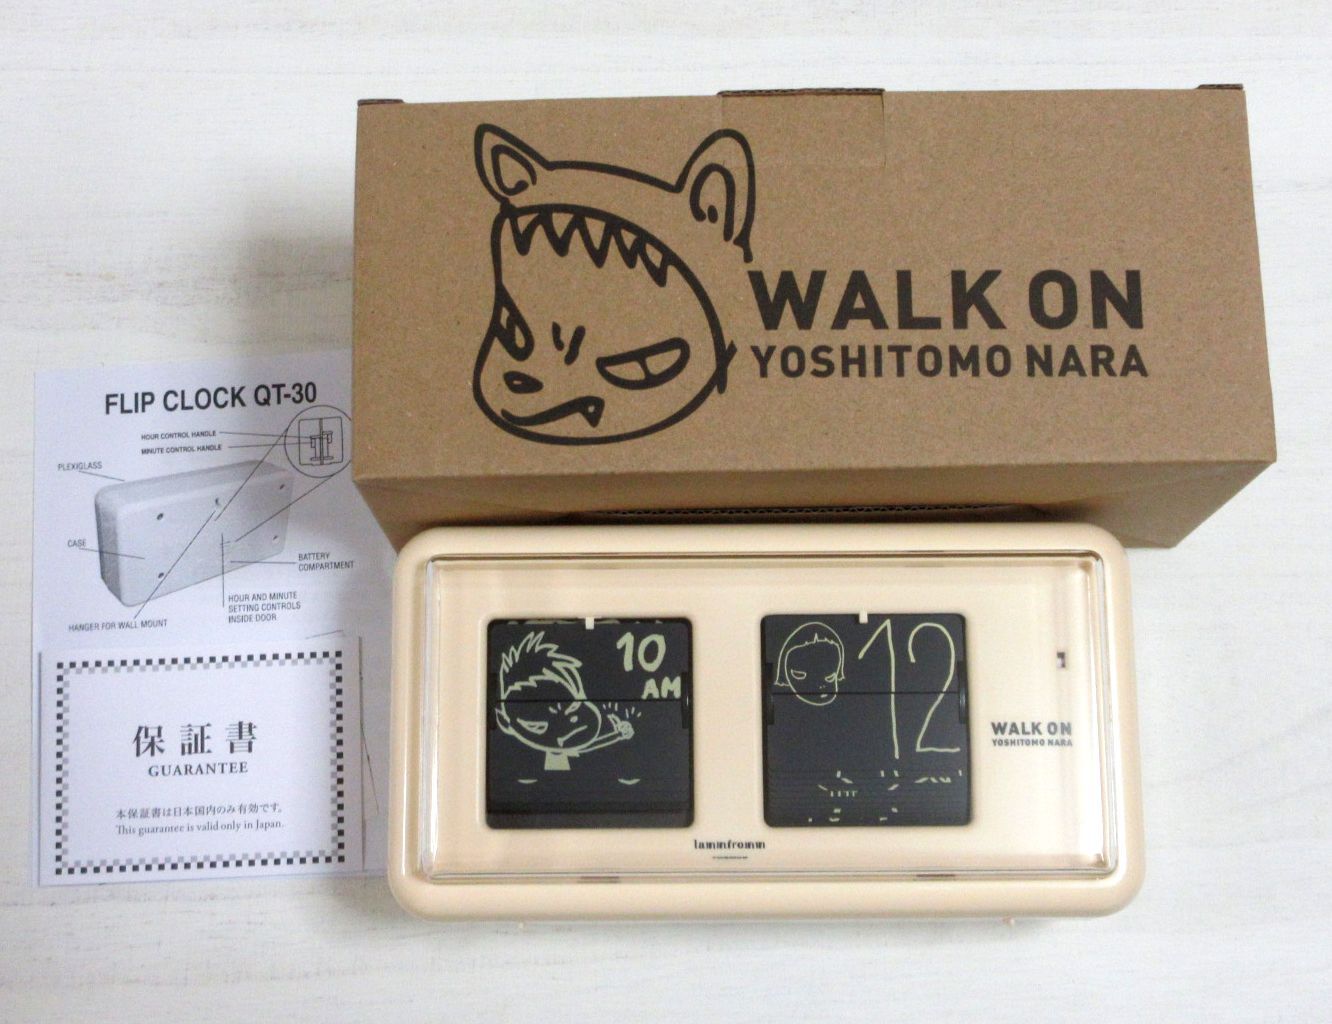 WALK ON
YOSHITOMO NARA
FLIP CLOCK QT-30
HOUR CONTROL HANDLE
MINUTE CONTROL HANDLE
PLEXIGLASS
CASE
BATTERY
COMPARTMENT
HOUR AND MINUTE
SETTING CONTROLS
INSIDE DOOR
HANGER FOR WALL MOUNT
保証書
GUARANTEE
本保証書は日本国内のみ有効です。
This guarantee is valid only in Japan.
10
AM
12
WALK ON
YOSHITOMO NARA
lammfromm